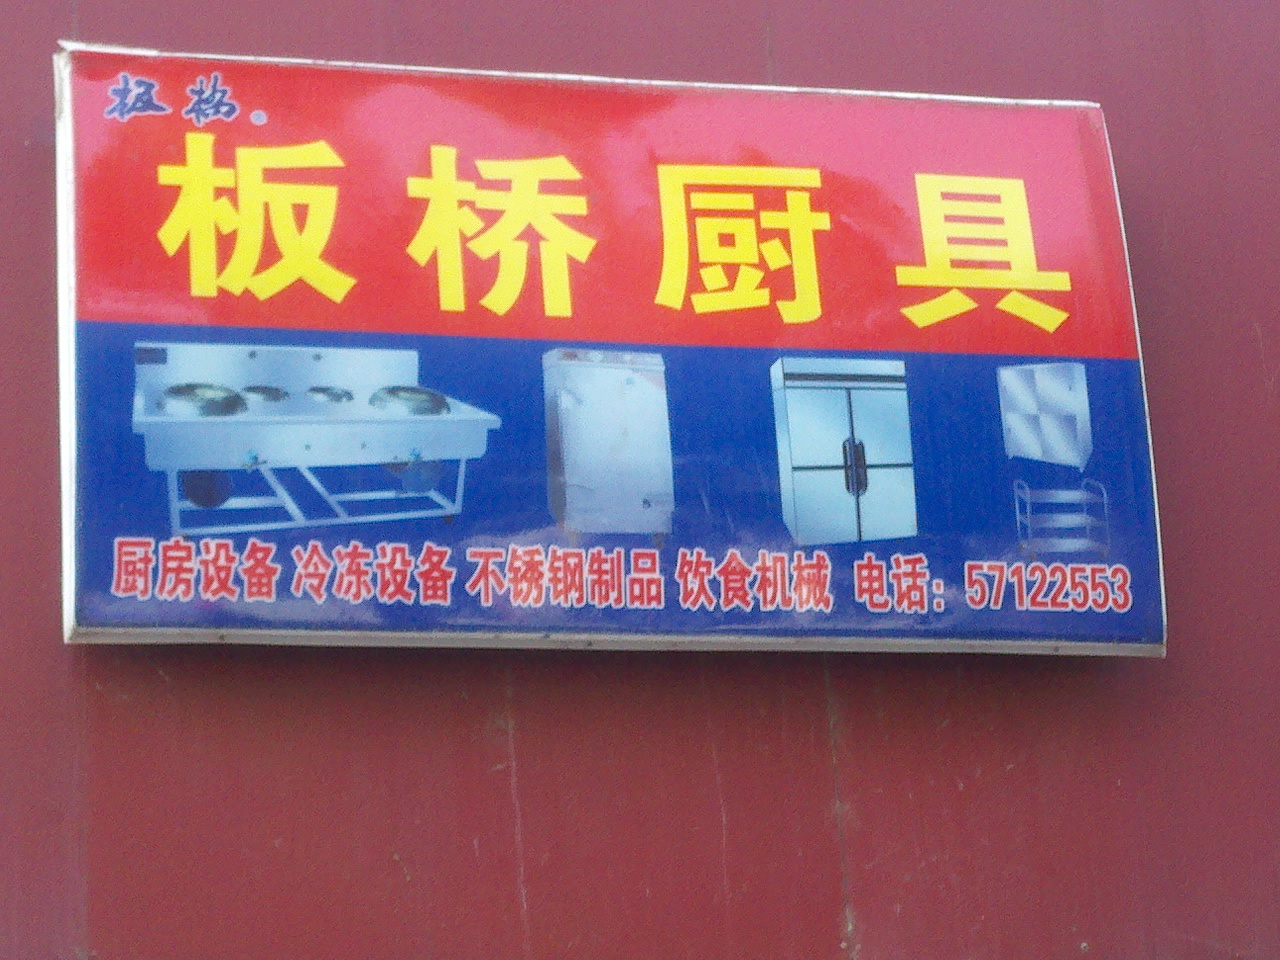 板桥
板桥厨具
厨房设备 冷冻设备 不锈钢制品 饮食机械 电话：57122553